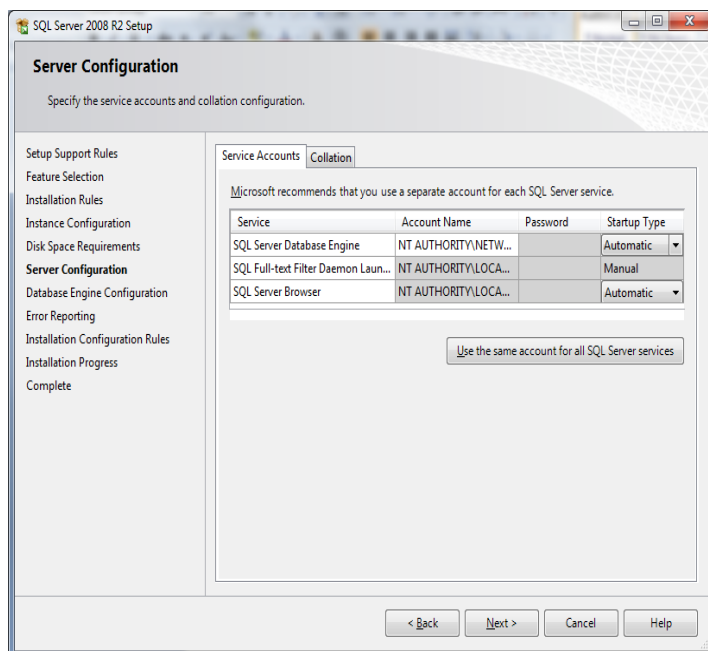 SQL Server 2008 R2 Setup
Server Configuration
Specify the service accounts and collation configuration.
Setup Support Rules
Feature Selection
Installation Rules
Instance Configuration
Disk Space Requirements
Server Configuration
Database Engine Configuration
Error Reporting
Installation Configuration Rules
Installation Progress
Complete
Service Accounts Collation
Microsoft recommends that you use a separate account for each SQL Server service.
Service Account Name Password Startup Type
SQL Server Database Engine NT AUTHORITY\NETW... Automatic
SQL Full-text Filter Daemon Laun... NT AUTHORITY\LOCA... Manual
SQL Server Browser NT AUTHORITY\LOCA... Automatic
Use the same account for all SQL Server services
< Back Next > Cancel Help